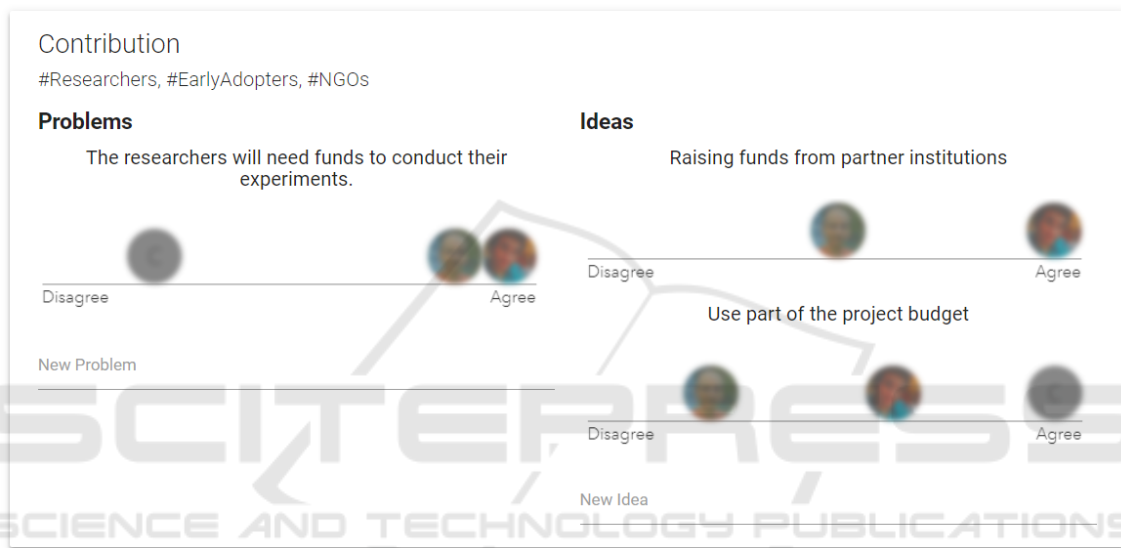 Contribution
#Researchers, #EarlyAdopters, #NGOs
Problems
The researchers will need funds to conduct their
experiments.
Disagree
Agree
New Problem
Ideas
Raising funds from partner institutions
Disagree
Agree
Use part of the project budget
Disagree
Agree
New Idea
SCITEPRESS
SCIENCE AND TECHNOLOGY PUBLICATIONS